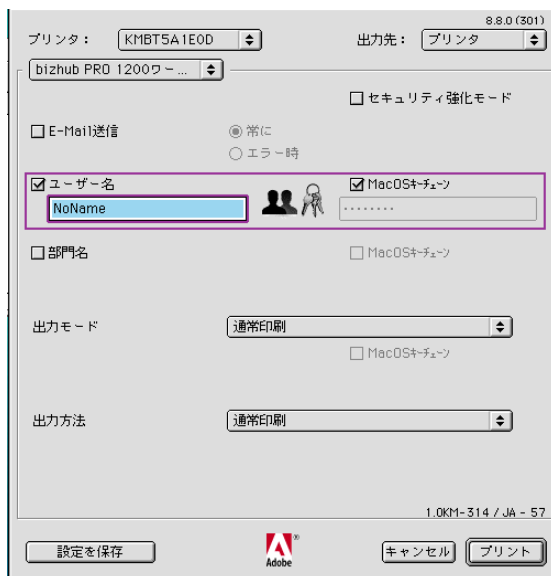 8.8.0 (301)
プリンタ： KMBT5A1E0D 出力先： プリンタ
bizhub PRO 1200ワー...
セキュリティ強化モード
E-Mail送信 常に
エラー時
ユーザー名 MacOSキーチェーン
NoName ········
部門名 MacOSキーチェーン
出力モード 通常印刷
MacOSキーチェーン
出力方法 通常印刷
1.0KM-314 / JA - 57
設定を保存 Adobe ® キャンセル プリント